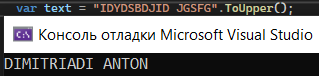 var text = "IDYDSBDJID JGSFG".ToUpper();
Консоль отладки Microsoft Visual Studio
DIMITRIADI ANTON